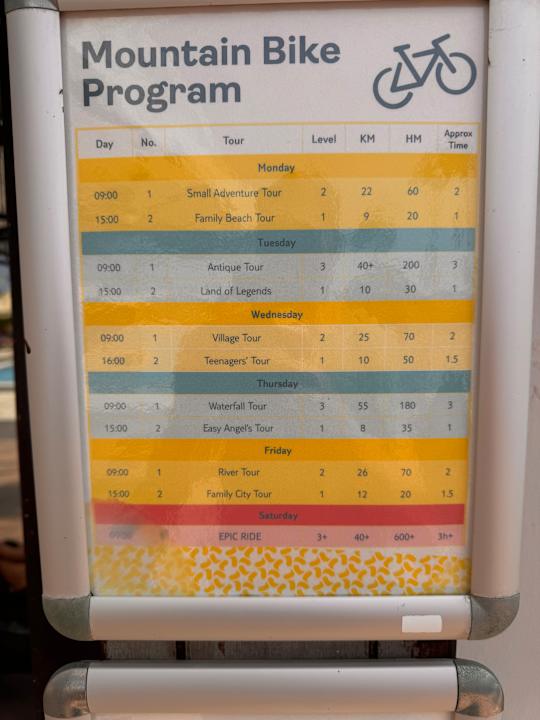 Mountain Bike
Program
Day No. Tour Level KM HM Approx Time
Monday
09:00 1 Small Adventure Tour 2 22 60 2
15:00 2 Family Beach Tour 1 9 20 1
Tuesday
09:00 1 Antique Tour 3 40+ 200 3
15:00 2 Land of Legends 1 10 30 1
Wednesday
09:00 1 Village Tour 2 25 70 2
16:00 2 Teenagers' Tour 1 10 50 1.5
Thursday
09:00 1 Waterfall Tour 3 55 180 3
15:00 2 Easy Angel's Tour 1 8 35 1
Friday
09:00 1 River Tour 2 26 70 2
15:00 2 Family City Tour 1 12 20 1.5
Saturday
09:00 EPIC RIDE 3+ 40+ 600+ 3h+